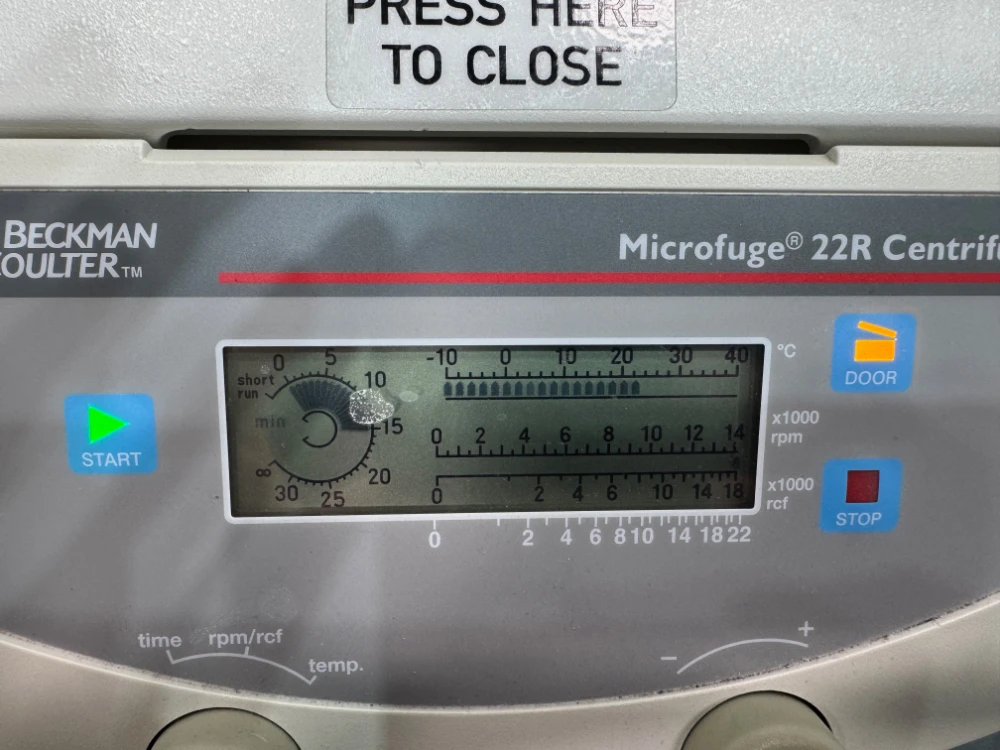 PRESS HERE
TO CLOSE
BECKMAN
COULTER™
Microfuge® 22R
START
short
run
min
0 5 10 15 20 25 30 ∞
-10 0 10 20 30 40 °C
0 2 4 6 8 10 12 14 x1000
rpm
0 2 4 6 10 14 18 x1000
rcf
0 2 4 6 8 10 14 18 22
DOOR
STOP
time rpm/rcf temp.
− +